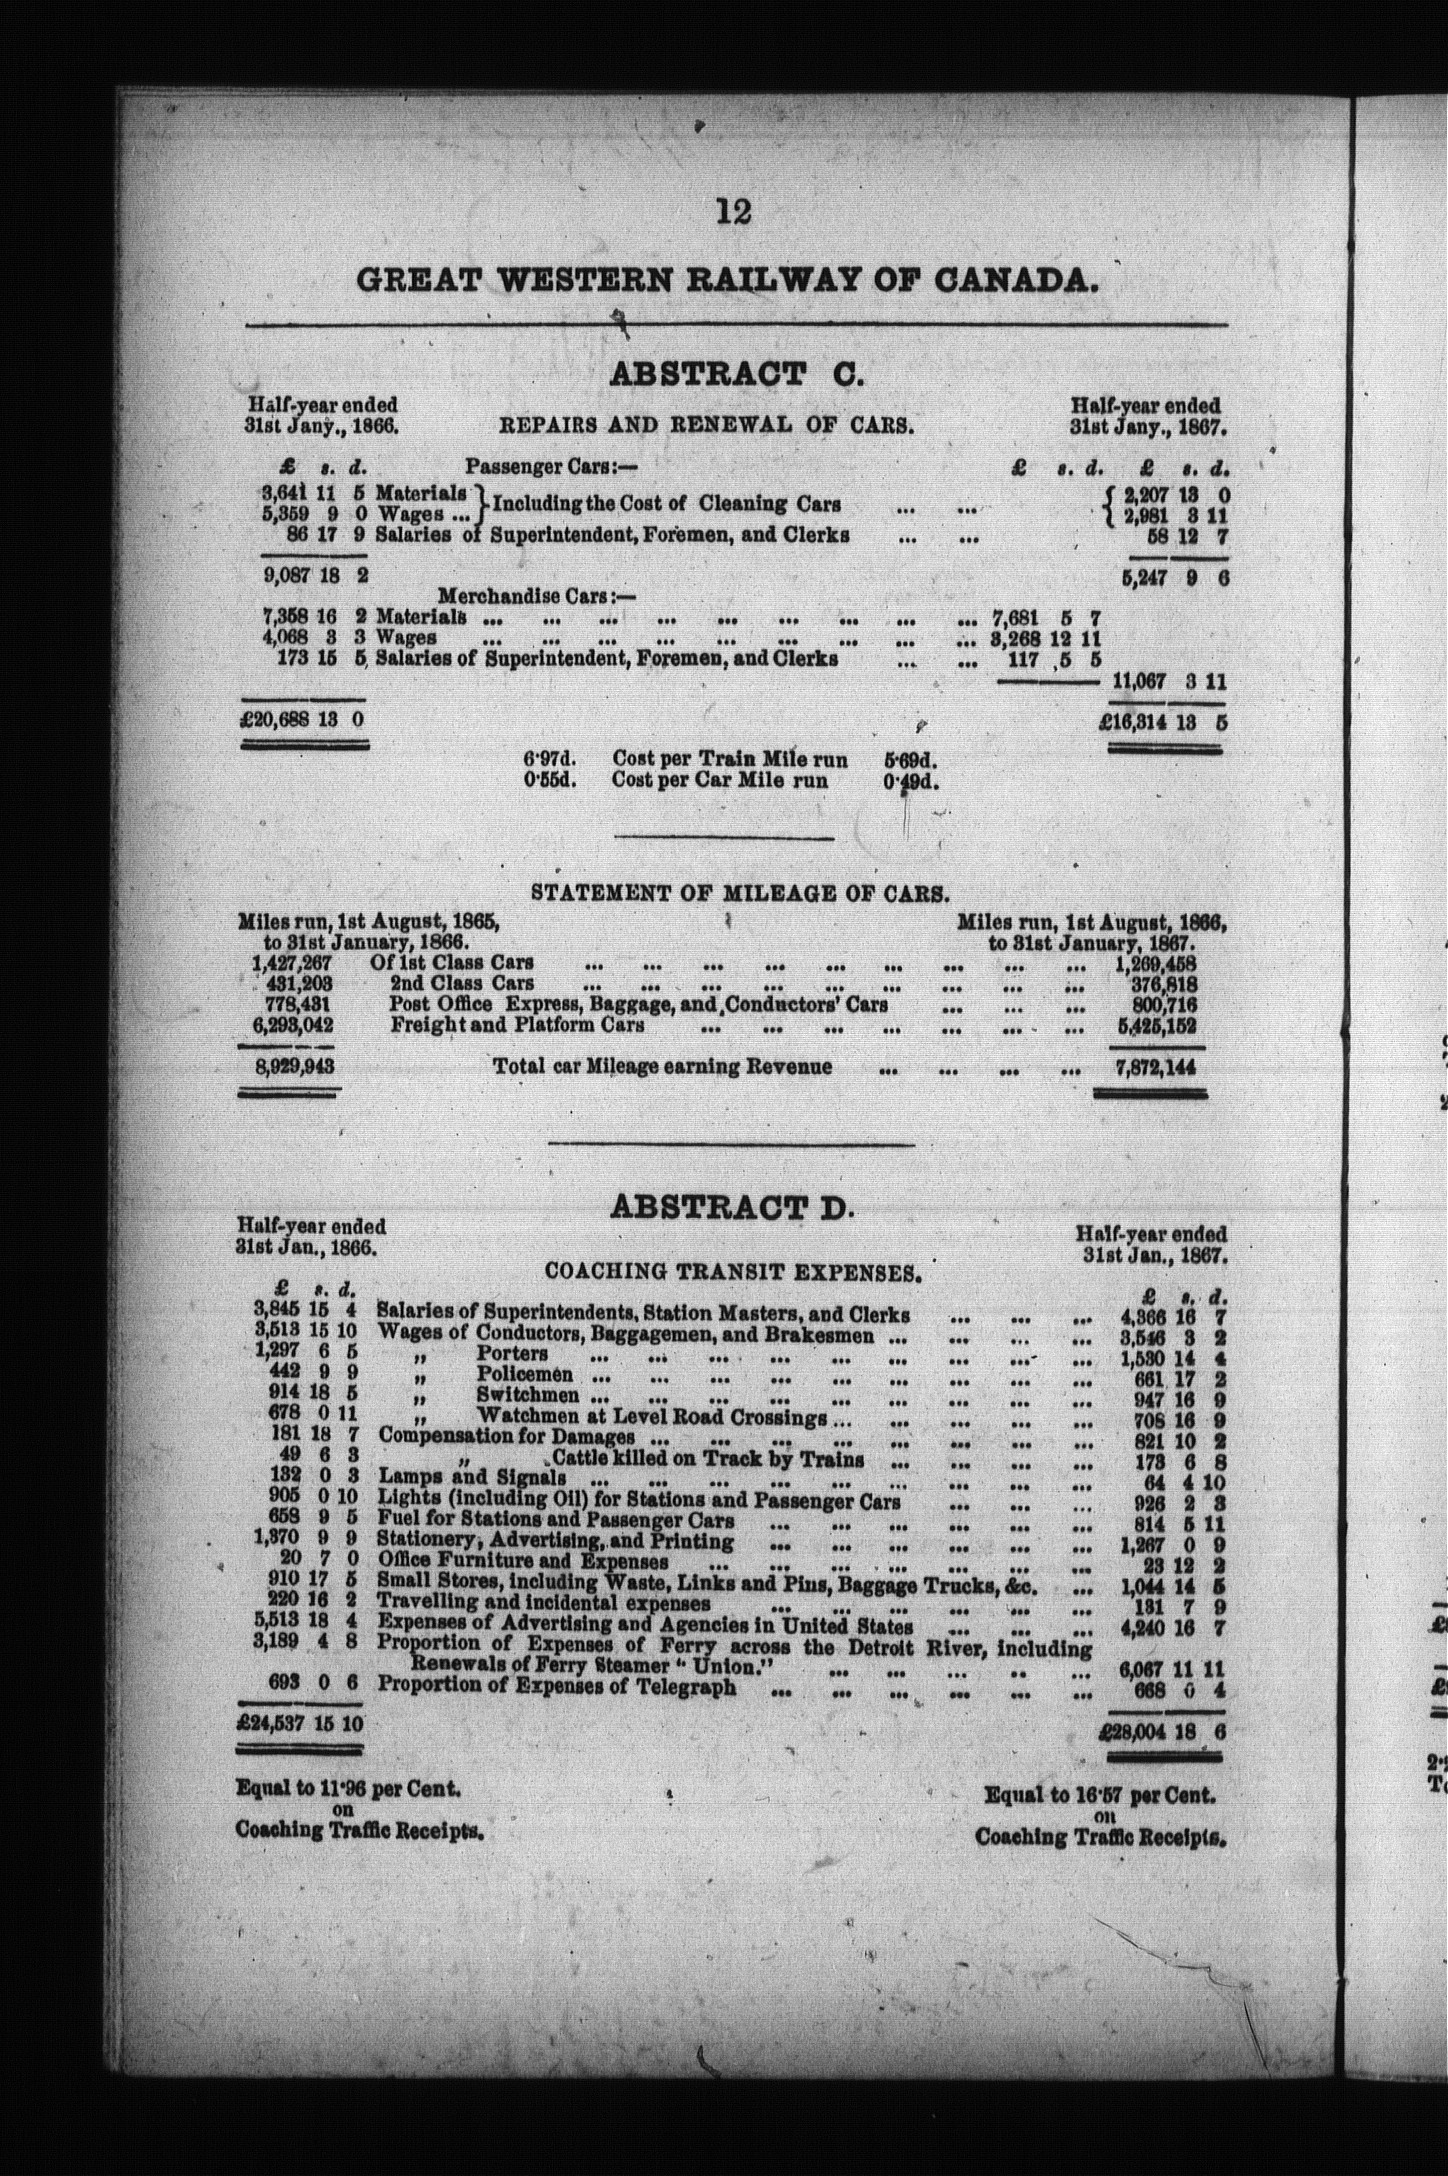 12
GREAT WESTERN RAILWAY OF CANADA.
ABSTRACT C.
Half-year ended Half-year ended
31st Jany., 1866. REPAIRS AND RENEWAL OF CARS. 31st Jany., 1867.
£ s. d. Passenger Cars:— £ s. d. £ s. d.
3,641 11 5 Materials } Including the Cost of Cleaning Cars ... ... { 2,207 13 0
5,359 9 0 Wages ... } { 2,981 3 11
86 17 9 Salaries of Superintendent, Foremen, and Clerks ... ... 58 12 7
9,087 18 2 5,247 9 6
Merchandise Cars:—
7,358 16 2 Materials ... ... ... ... ... ... ... ... ... 7,681 5 7
4,068 3 3 Wages ... ... ... ... ... ... ... ... ... 3,268 12 11
173 15 5 Salaries of Superintendent, Foremen, and Clerks ... ... 117 5 5
11,067 3 11
£20,688 13 0 £16,314 13 5
6·97d. Cost per Train Mile run 5·69d.
0·55d. Cost per Car Mile run 0·49d.
STATEMENT OF MILEAGE OF CARS.
Miles run, 1st August, 1865, Miles run, 1st August, 1866,
to 31st January, 1866. to 31st January, 1867.
1,427,267 Of 1st Class Cars ... ... ... ... ... ... ... ... ... 1,269,458
431,203 2nd Class Cars ... ... ... ... ... ... ... ... ... 376,818
778,431 Post Office Express, Baggage, and Conductors' Cars ... ... ... 800,716
6,293,042 Freight and Platform Cars ... ... ... ... ... ... ... 5,425,152
8,929,943 Total car Mileage earning Revenue ... ... ... ... 7,872,144
ABSTRACT D.
Half-year ended Half-year ended
31st Jan., 1866. 31st Jan., 1867.
COACHING TRANSIT EXPENSES.
£ s. d. £ s. d.
3,845 15 4 Salaries of Superintendents, Station Masters, and Clerks ... ... ... 4,366 16 7
3,513 15 10 Wages of Conductors, Baggagemen, and Brakesmen ... ... ... ... 3,546 3 2
1,297 6 5 „ Porters ... ... ... ... ... ... ... ... ... 1,530 14 4
442 9 9 „ Policemen ... ... ... ... ... ... ... ... ... 661 17 2
914 18 5 „ Switchmen ... ... ... ... ... ... ... ... ... 947 16 9
678 0 11 „ Watchmen at Level Road Crossings ... ... ... ... ... 708 16 9
181 18 7 Compensation for Damages ... ... ... ... ... ... ... ... 821 10 2
49 6 3 „ Cattle killed on Track by Trains ... ... ... ... 173 6 8
132 0 3 Lamps and Signals ... ... ... ... ... ... ... ... ... 64 4 10
905 0 10 Lights (including Oil) for Stations and Passenger Cars ... ... ... 926 2 3
658 9 5 Fuel for Stations and Passenger Cars ... ... ... ... ... ... 814 5 11
1,370 9 9 Stationery, Advertising, and Printing ... ... ... ... ... ... 1,267 0 9
20 7 0 Office Furniture and Expenses ... ... ... ... ... ... ... 23 12 2
910 17 5 Small Stores, including Waste, Links and Pins, Baggage Trucks, &c. ... 1,044 14 5
220 16 2 Travelling and incidental expenses ... ... ... ... ... ... 131 7 9
5,513 18 4 Expenses of Advertising and Agencies in United States ... ... ... 4,240 16 7
3,189 4 8 Proportion of Expenses of Ferry across the Detroit River, including
Renewals of Ferry Steamer "Union." ... ... ... .. ... 6,067 11 11
693 0 6 Proportion of Expenses of Telegraph ... ... ... ... ... ... 668 0 4
£24,537 15 10 £28,004 18 6
Equal to 11·96 per Cent. Equal to 16·57 per Cent.
on on
Coaching Traffic Receipts. Coaching Traffic Receipts.